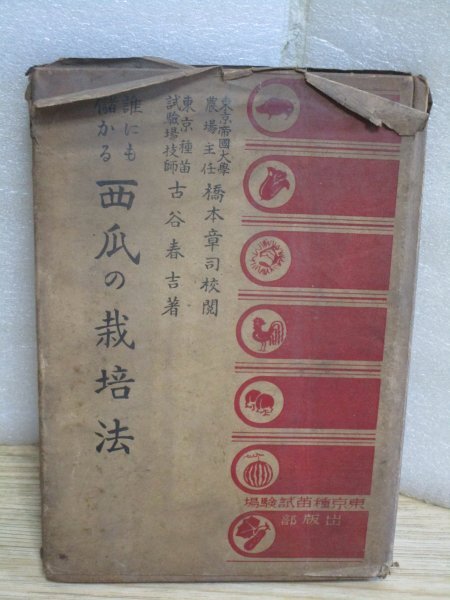 東京帝國大學
農場主任 橋本章司校閲
東京種苗
試驗場技師 古谷春吉著
誰にも
儲かる 西瓜の栽培法
東京種苗試驗場
出版部